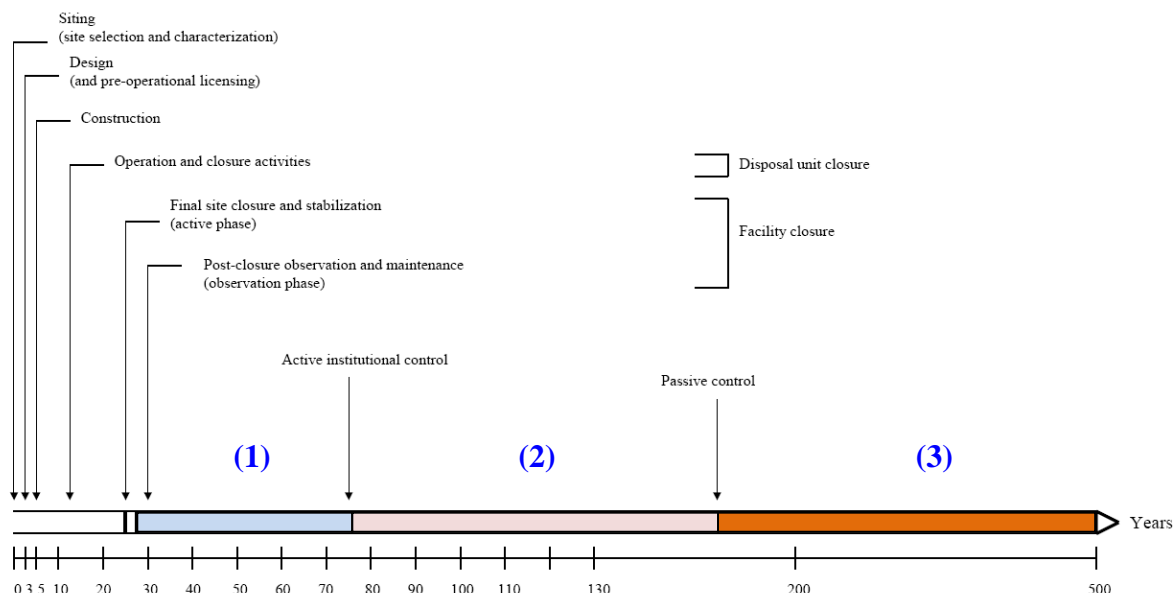 Siting
(site selection and characterization)
Design
(and pre-operational licensing)
Construction
Operation and closure activities
Disposal unit closure
Final site closure and stabilization
(active phase)
Facility closure
Post-closure observation and maintenance
(observation phase)
Active institutional control
Passive control
(1) (2) (3)
Years
0 3 5 10 20 30 40 50 60 70 80 90 100 110 130 200 500